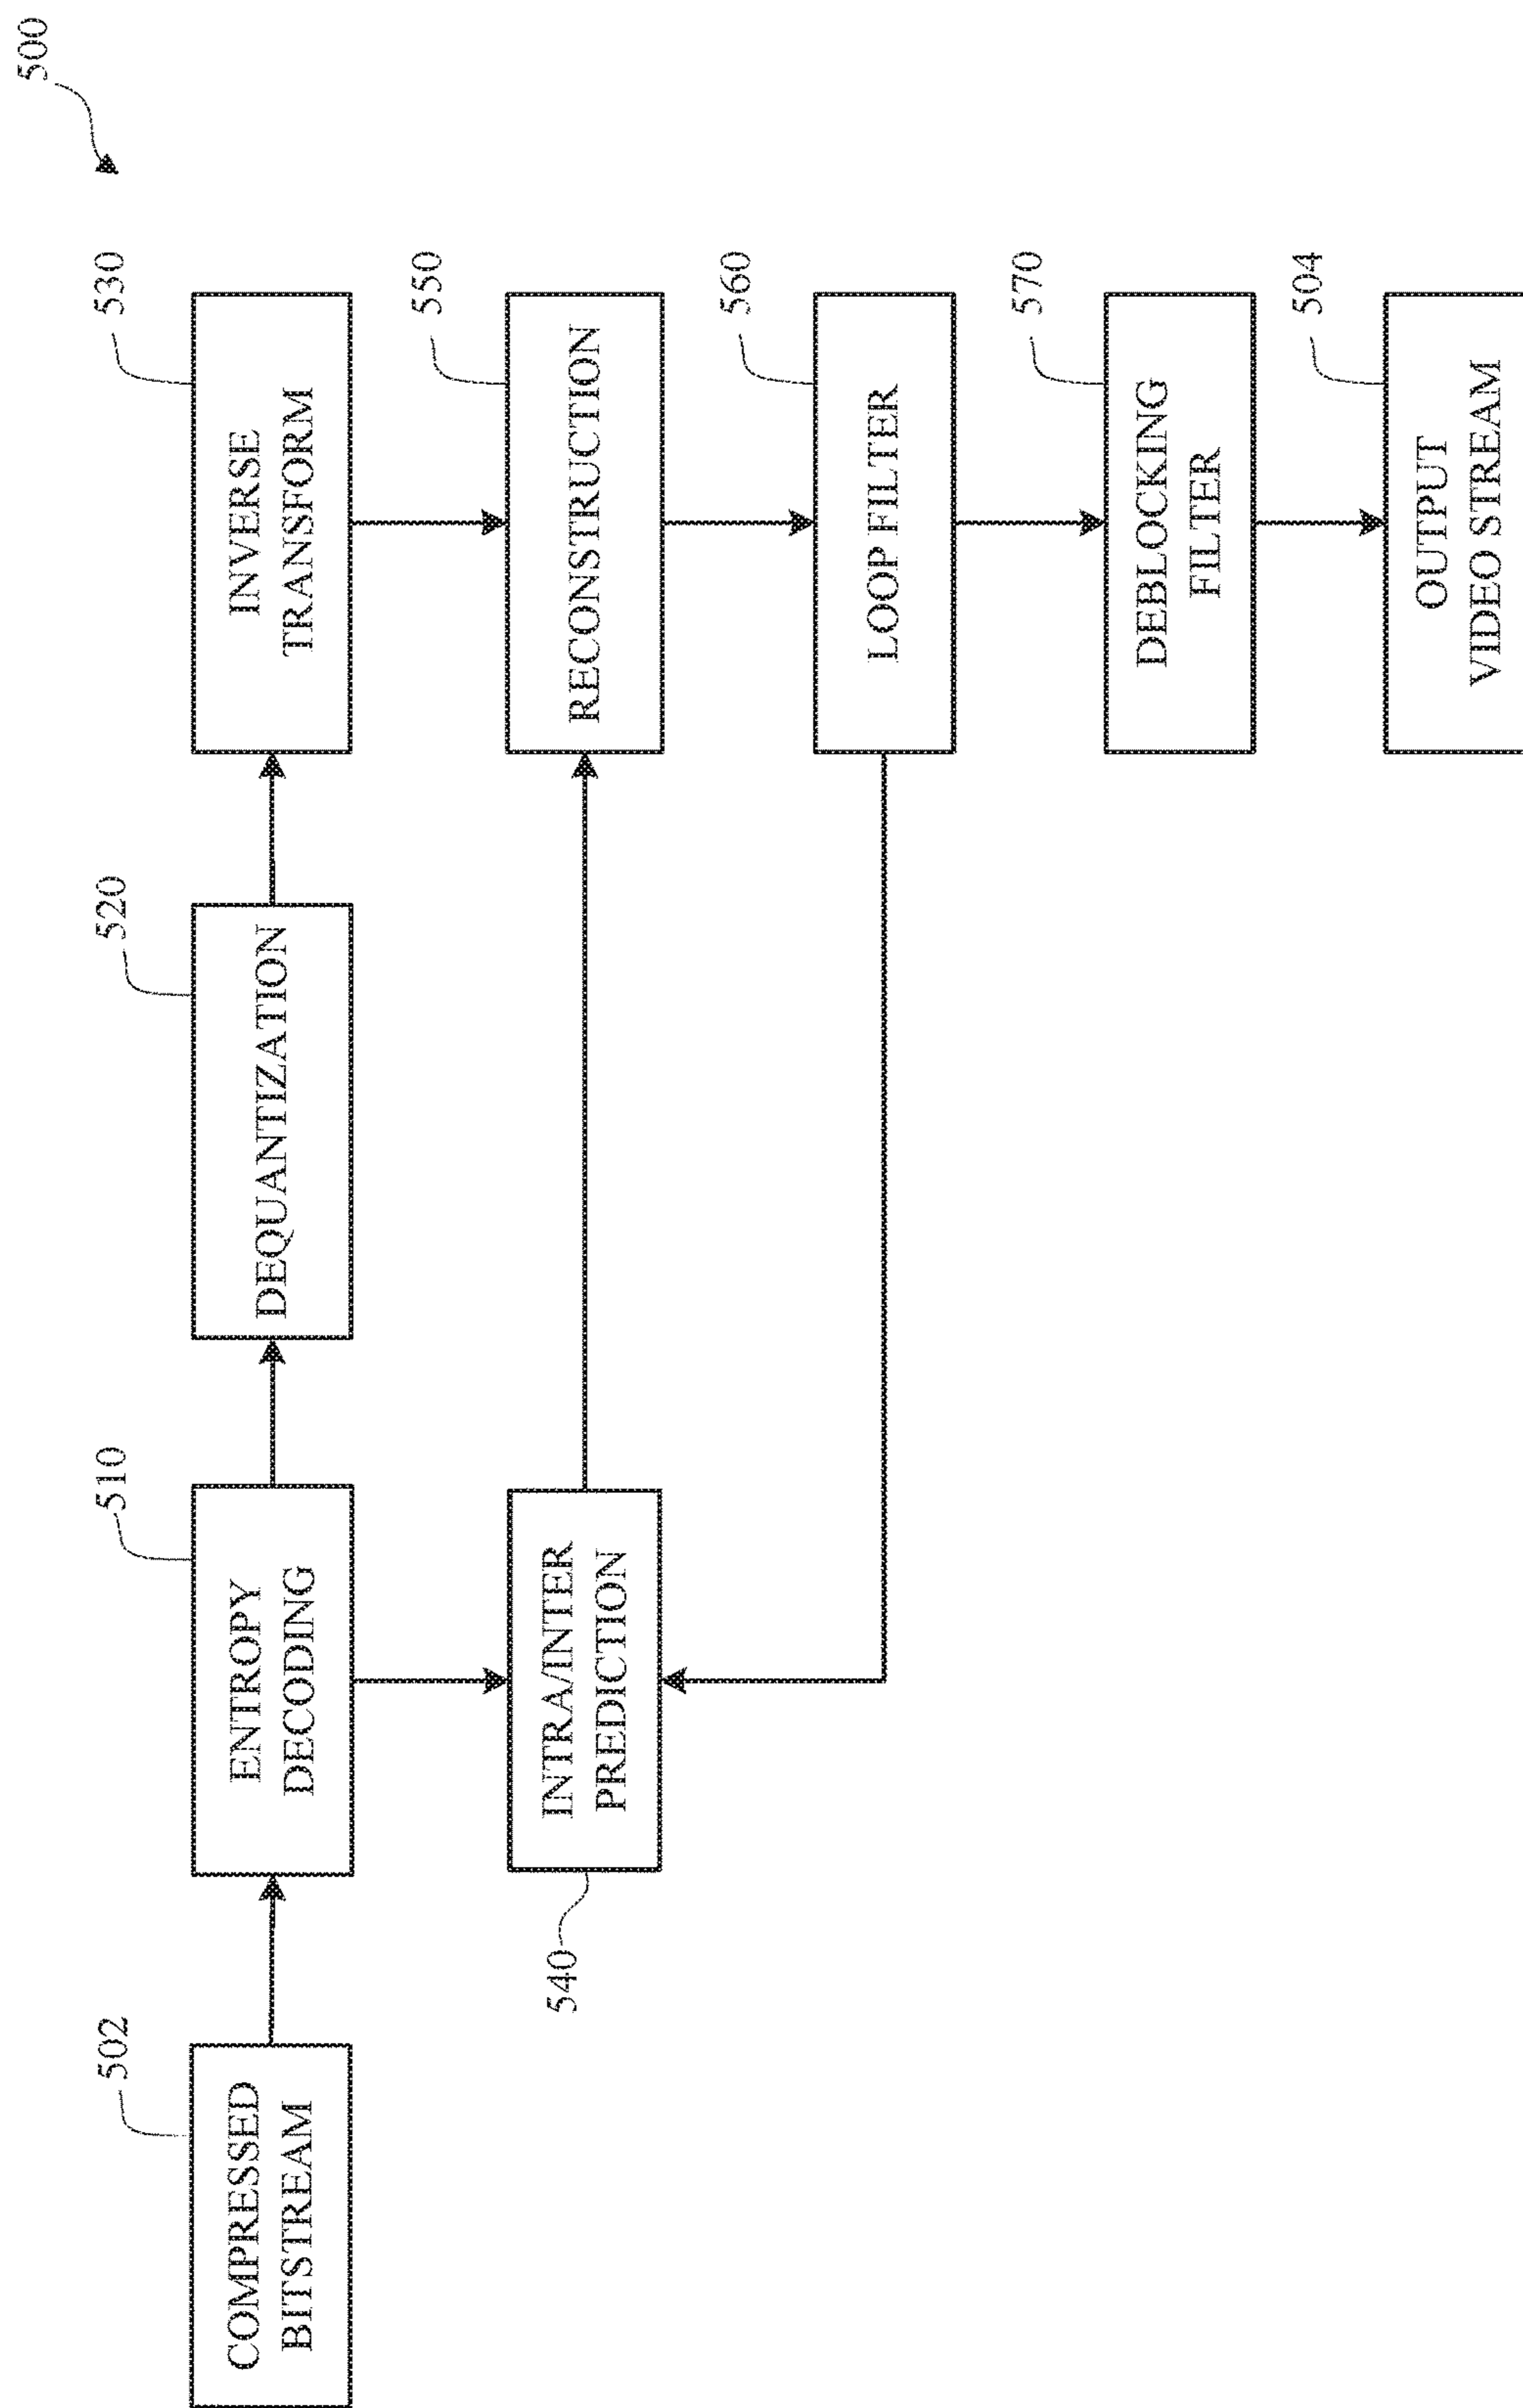 500
502
COMPRESSED
BITSTREAM
510
ENTROPY
DECODING
520
DEQUANTIZATION
530
INVERSE
TRANSFORM
540
INTRA/INTER
PREDICTION
550
RECONSTRUCTION
560
LOOP FILTER
570
DEBLOCKING
FILTER
504
OUTPUT
VIDEO STREAM